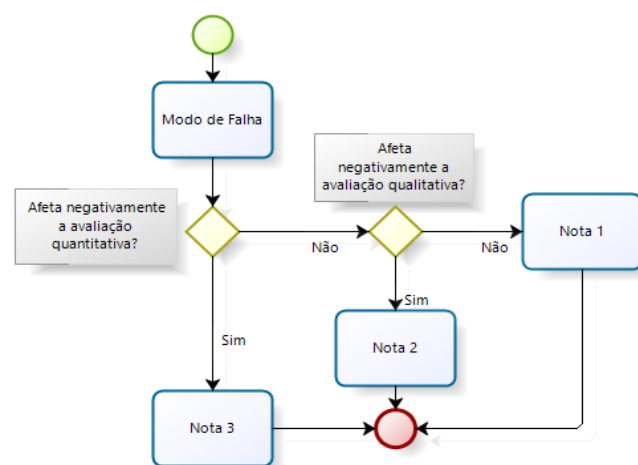 Modo de Falha
Afeta
negativamente a
avaliação qualitativa?
Afeta negativamente
a avaliação
quantitativa?
Não
Não
Nota 1
Sim
Nota 2
Sim
Nota 3